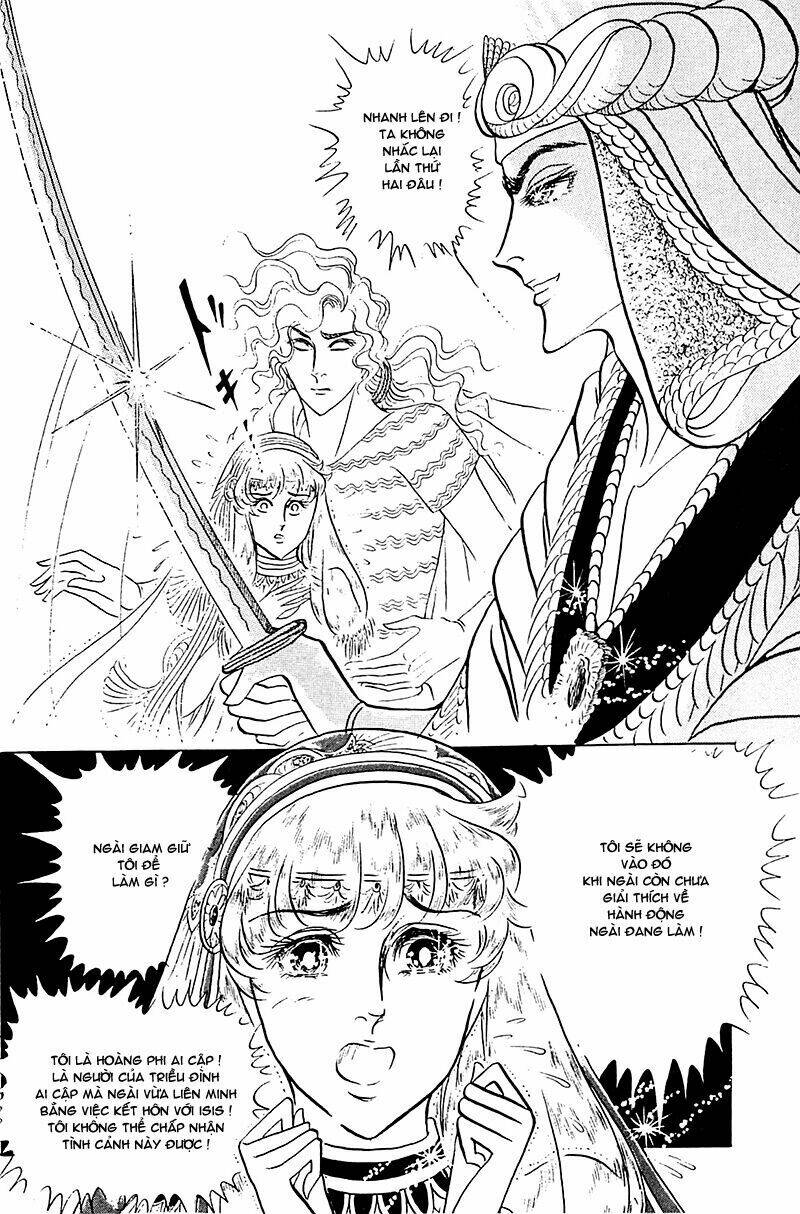 NHANH LÊN ĐI !
TA KHÔNG
NHẮC LẠI
LẦN THỨ
HAI ĐÂU !
ドッ
キ
NGÀI GIAM GIỮ
TÔI ĐỂ
LÀM GÌ ?
TÔI SẼ KHÔNG
VÀO ĐÓ
KHI NGÀI CÒN CHƯA
GIẢI THÍCH VỀ
HÀNH ĐỘNG
NGÀI ĐANG LÀM !
TÔI LÀ HOÀNG PHI AI CẬP !
LÀ NGƯỜI CỦA TRIỀU ĐÌNH
AI CẬP MÀ NGÀI VỪA LIÊN MINH
BẰNG VIỆC KẾT HÔN VỚI ISIS !
TÔI KHÔNG THỂ CHẤP NHẬN
TÌNH CẢNH NÀY ĐƯỢC !